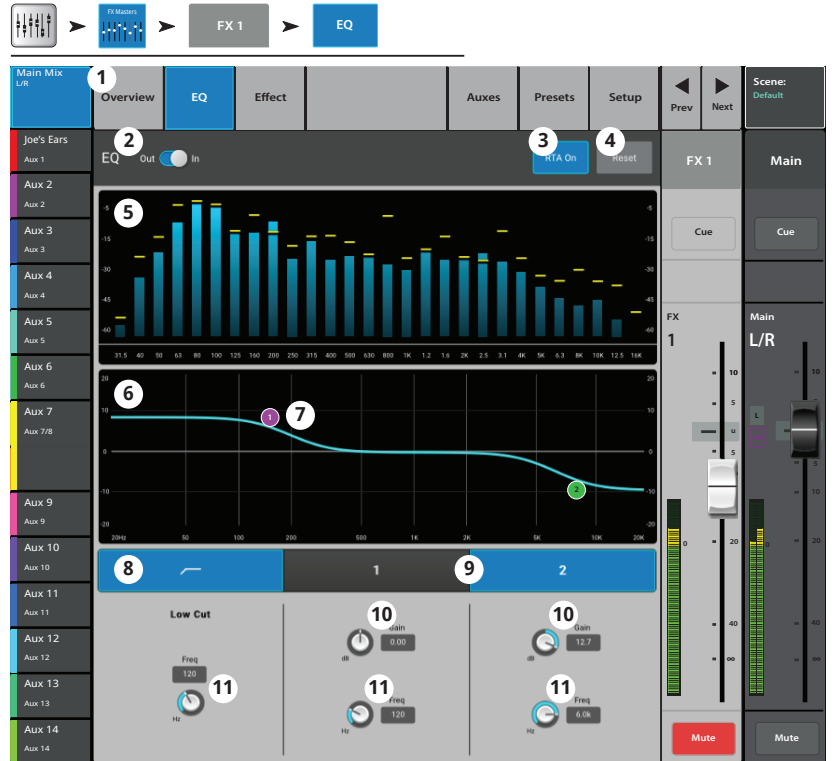 FX Masters
FX 1
EQ
Main Mix
L/R
1
Overview
EQ
Effect
Auxes
Presets
Setup
Prev
Next
Scene:
Default
Joe's Ears
Aux 1
Aux 2
Aux 2
Aux 3
Aux 3
Aux 4
Aux 4
Aux 5
Aux 5
Aux 6
Aux 6
Aux 7
Aux 7/8
Aux 9
Aux 9
Aux 10
Aux 10
Aux 11
Aux 11
Aux 12
Aux 12
Aux 13
Aux 13
Aux 14
Aux 14
2
EQ
Out
In
3
RTA On
4
Reset
5
-5
-15
-30
-45
-60
-5
-15
-30
-45
-60
31.5 40 50 63 80 100 125 160 200 250 315 400 500 630 800 1K 1.2 1.6 2K 2.5 3.1 4K 5K 6.3 8K 10K 12.5 16K
6
20
10
0
-10
-20
20
10
0
-10
-20
1
7
2
20Hz 50 100 200 500 1K 2K 5K 10K 20K
8
1
9
2
Low Cut
Freq
120
Hz
11
10
Gain
0.00
dB
11
Freq
120
Hz
10
Gain
12.7
dB
11
Freq
6.0k
Hz
FX 1
Cue
FX
1
10
5
U
5
0
20
40
∞
Mute
Main
Cue
Main
L/R
10
5
L
U
5
10
0
20
40
∞
Mute